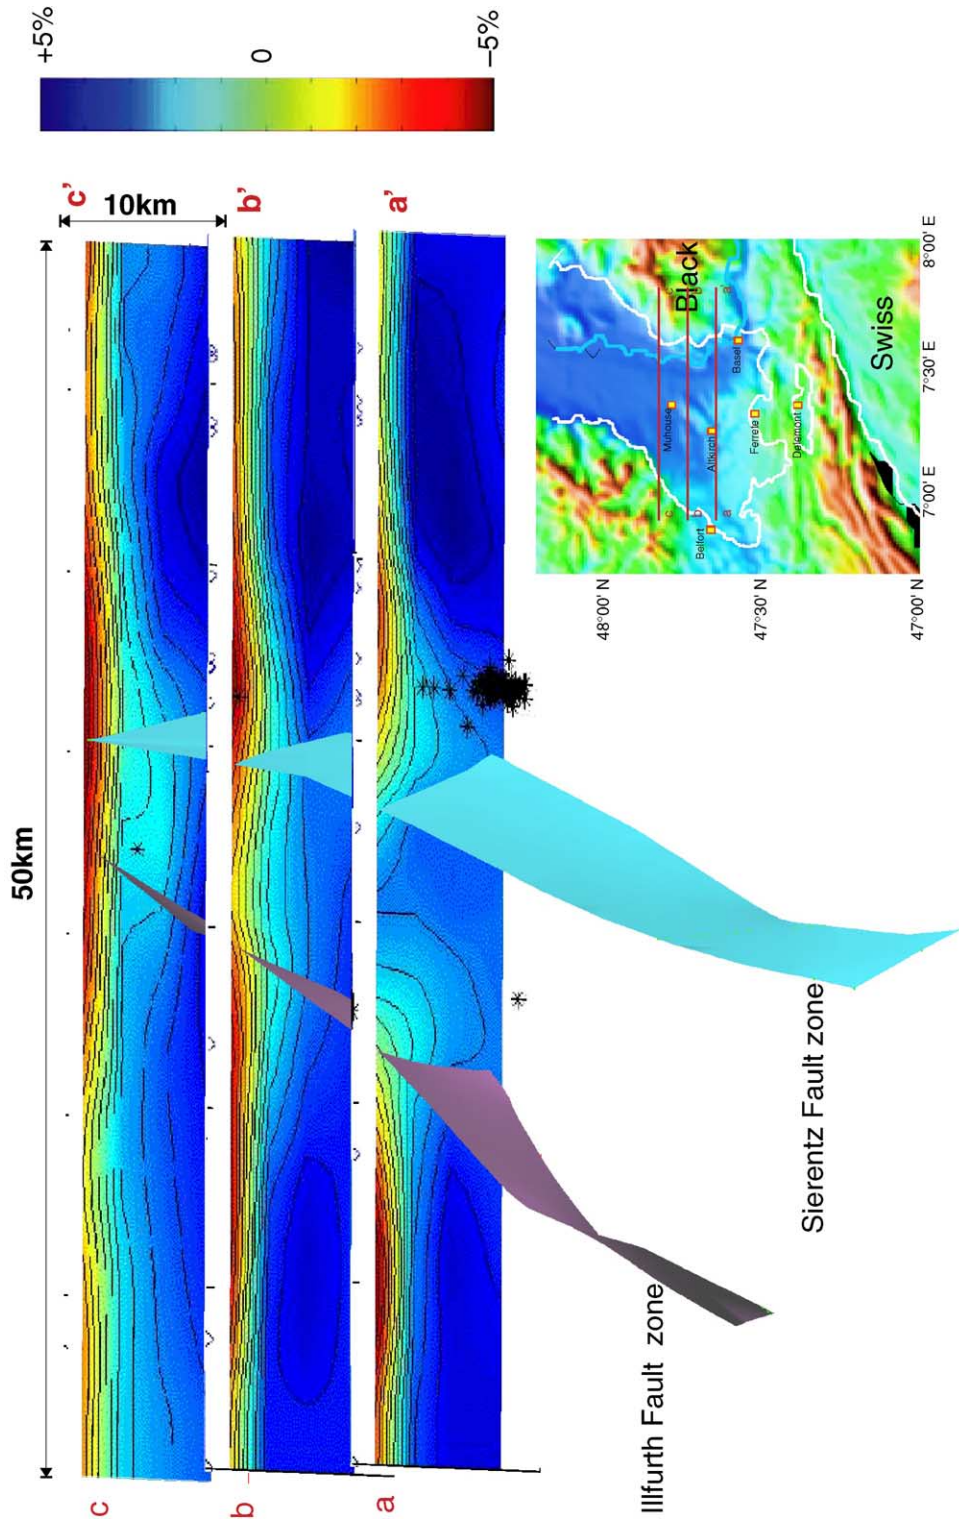 50km
c
c'
10km
b
b'
a
a'
+5%
0
–5%
Illfurth Fault zone
Sierentz Fault zone
48°00' N
47°30' N
47°00' N
7°00' E
7°30' E
8°00' E
Black
Swiss
Mulhouse
Altkirch
Belfort
Basel
Ferrete
Delemont
c
b
a
a